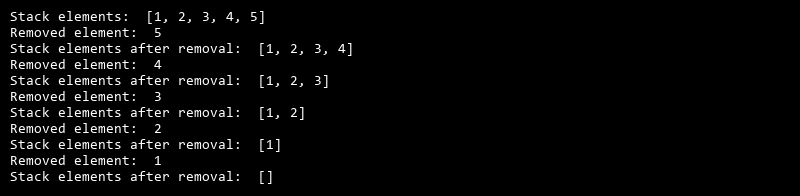 Stack elements:  [1, 2, 3, 4, 5]
Removed element:  5
Stack elements after removal:  [1, 2, 3, 4]
Removed element:  4
Stack elements after removal:  [1, 2, 3]
Removed element:  3
Stack elements after removal:  [1, 2]
Removed element:  2
Stack elements after removal:  [1]
Removed element:  1
Stack elements after removal:  []